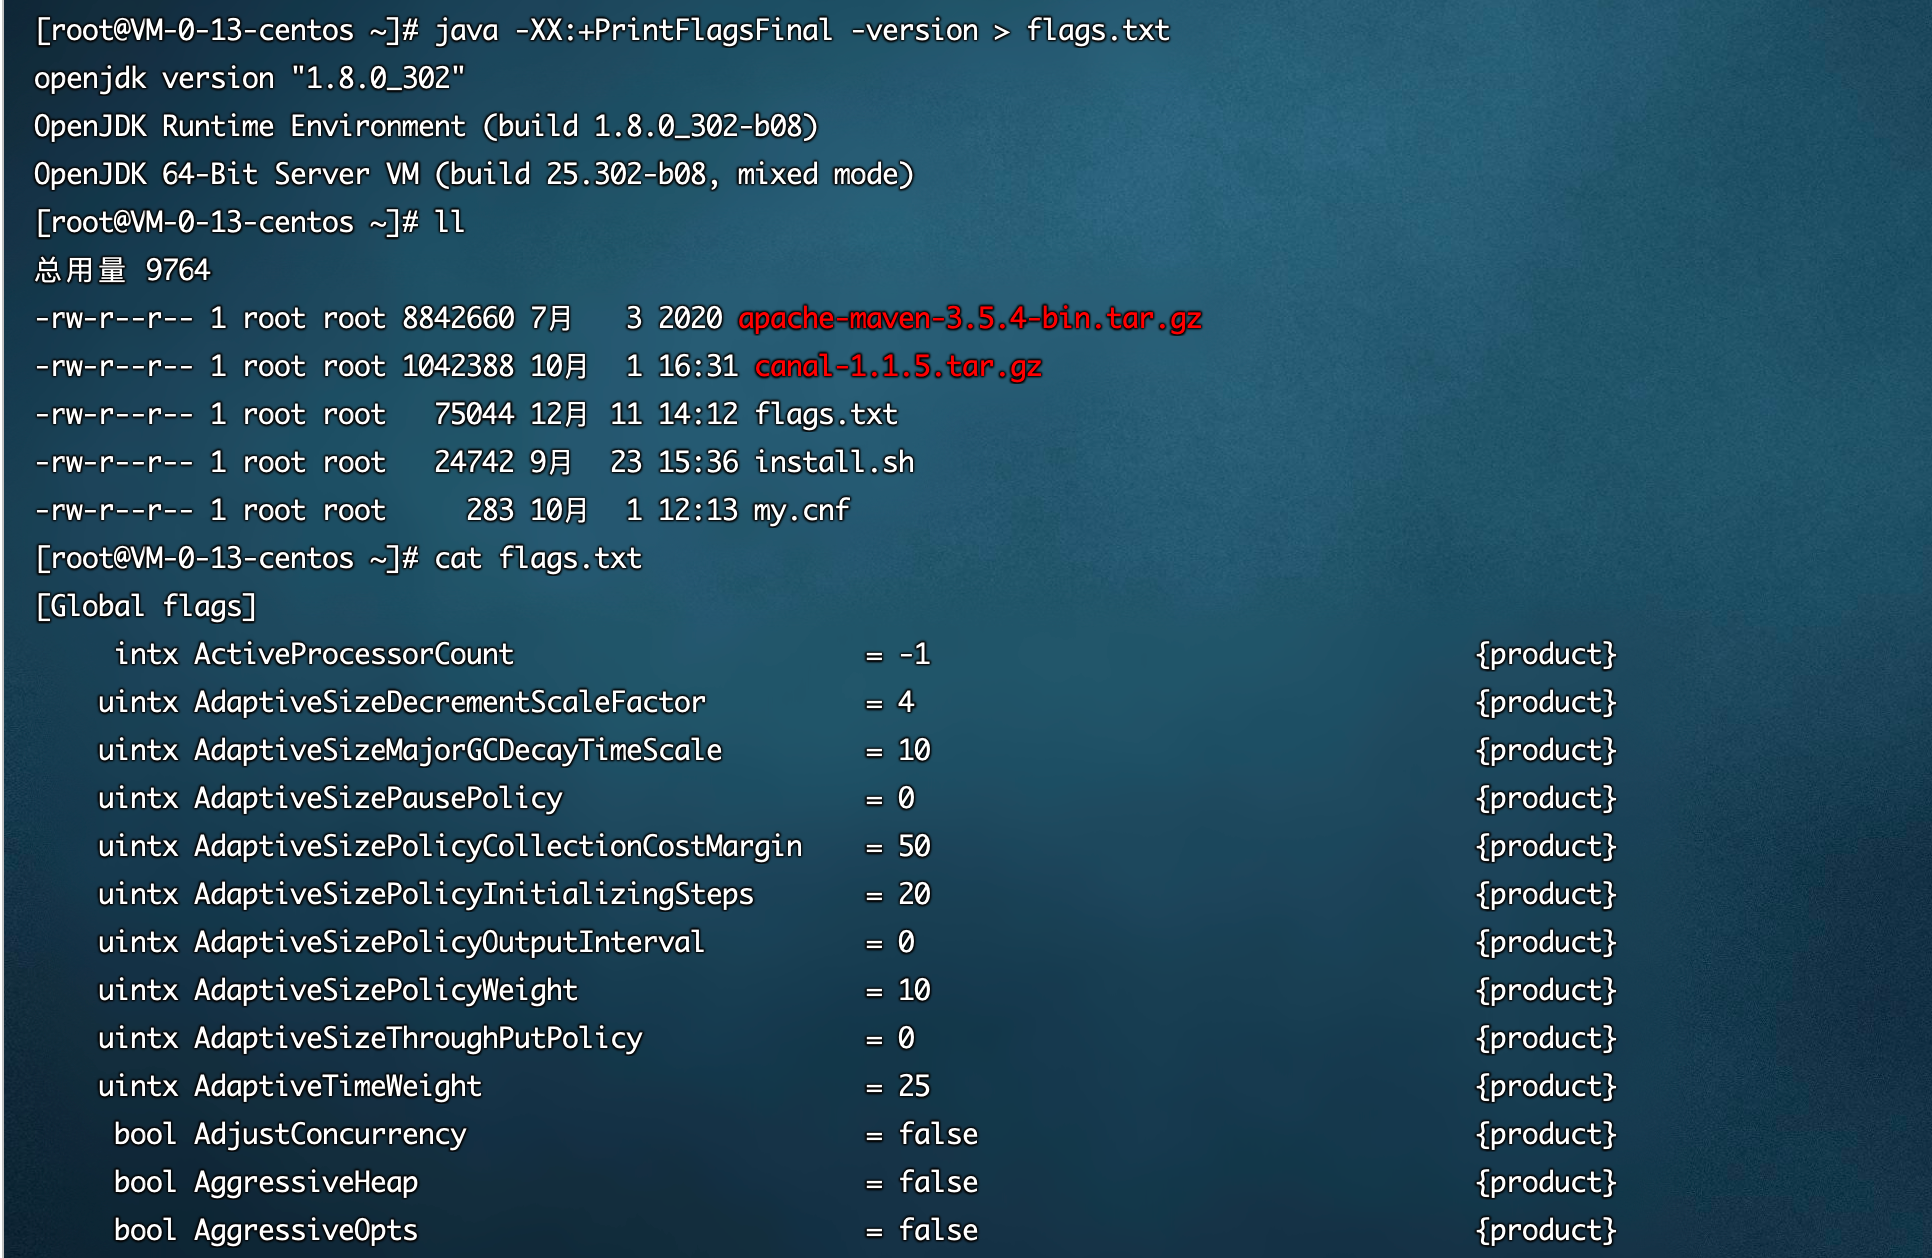 [root@VM-0-13-centos ~]# java -XX:+PrintFlagsFinal -version > flags.txt
openjdk version "1.8.0_302"
OpenJDK Runtime Environment (build 1.8.0_302-b08)
OpenJDK 64-Bit Server VM (build 25.302-b08, mixed mode)
[root@VM-0-13-centos ~]# ll
总用量 9764
-rw-r--r-- 1 root root 8842660 7月   3 2020 apache-maven-3.5.4-bin.tar.gz
-rw-r--r-- 1 root root 1042388 10月  1 16:31 canal-1.1.5.tar.gz
-rw-r--r-- 1 root root   75044 12月 11 14:12 flags.txt
-rw-r--r-- 1 root root   24742 9月  23 15:36 install.sh
-rw-r--r-- 1 root root     283 10月  1 12:13 my.cnf
[root@VM-0-13-centos ~]# cat flags.txt
[Global flags]
     intx ActiveProcessorCount                      = -1                                  {product}
    uintx AdaptiveSizeDecrementScaleFactor          = 4                                   {product}
    uintx AdaptiveSizeMajorGCDecayTimeScale         = 10                                  {product}
    uintx AdaptiveSizePausePolicy                   = 0                                   {product}
    uintx AdaptiveSizePolicyCollectionCostMargin    = 50                                  {product}
    uintx AdaptiveSizePolicyInitializingSteps       = 20                                  {product}
    uintx AdaptiveSizePolicyOutputInterval          = 0                                   {product}
    uintx AdaptiveSizePolicyWeight                  = 10                                  {product}
    uintx AdaptiveSizeThroughPutPolicy              = 0                                   {product}
    uintx AdaptiveTimeWeight                        = 25                                  {product}
     bool AdjustConcurrency                         = false                               {product}
     bool AggressiveHeap                            = false                               {product}
     bool AggressiveOpts                            = false                               {product}